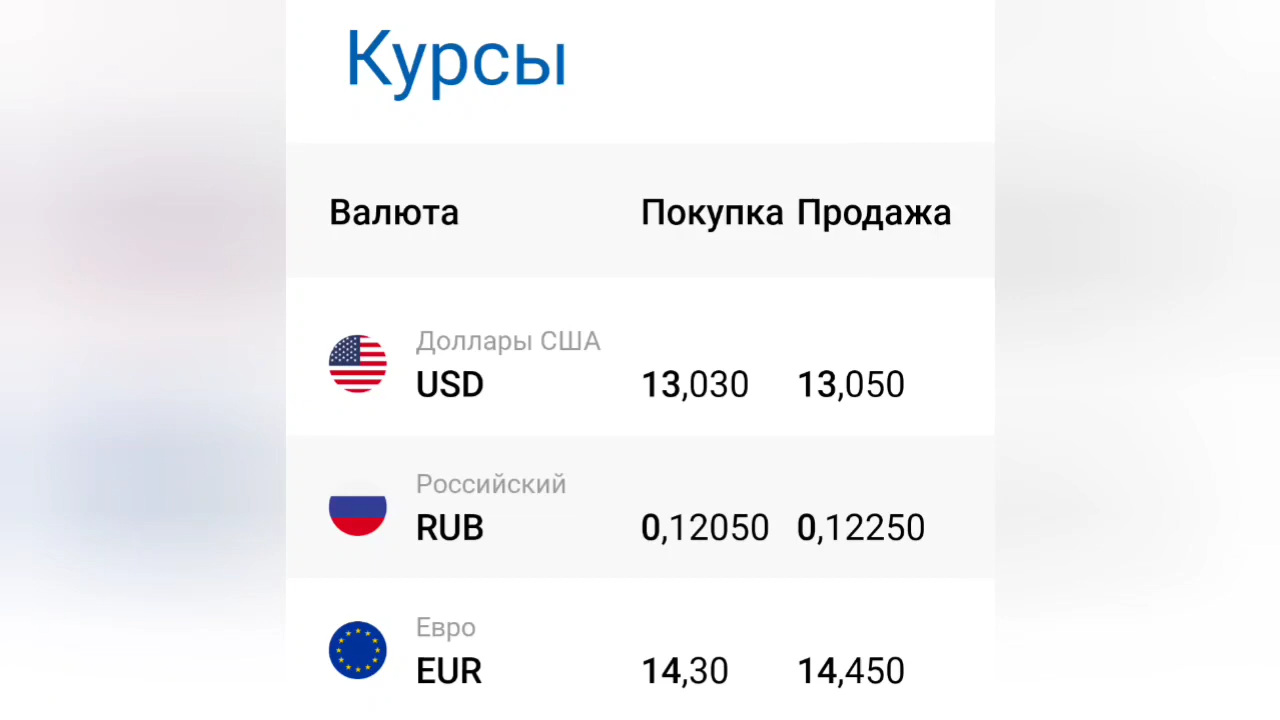 Курсы
Валюта Покупка Продажа
Доллары США
USD 13,030 13,050
Российский
RUB 0,12050 0,12250
Евро
EUR 14,30 14,450